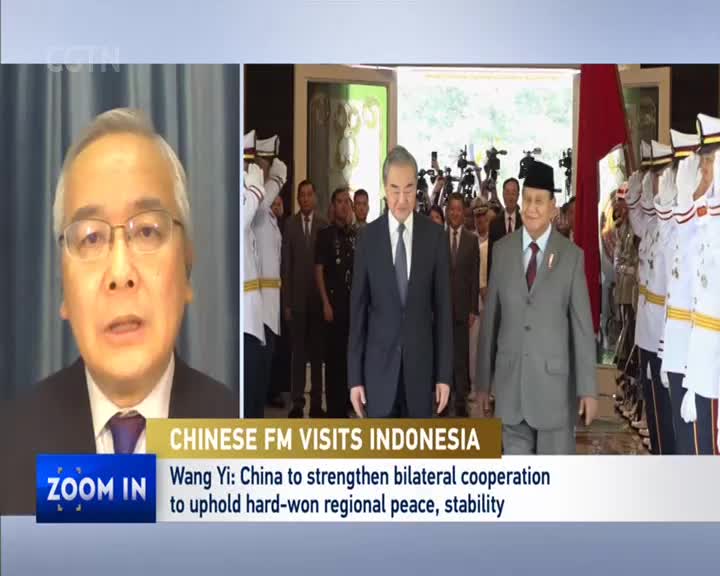 CGTN
CHINESE FM VISITS INDONESIA
ZOOM IN
Wang Yi: China to strengthen bilateral cooperation
to uphold hard-won regional peace, stability